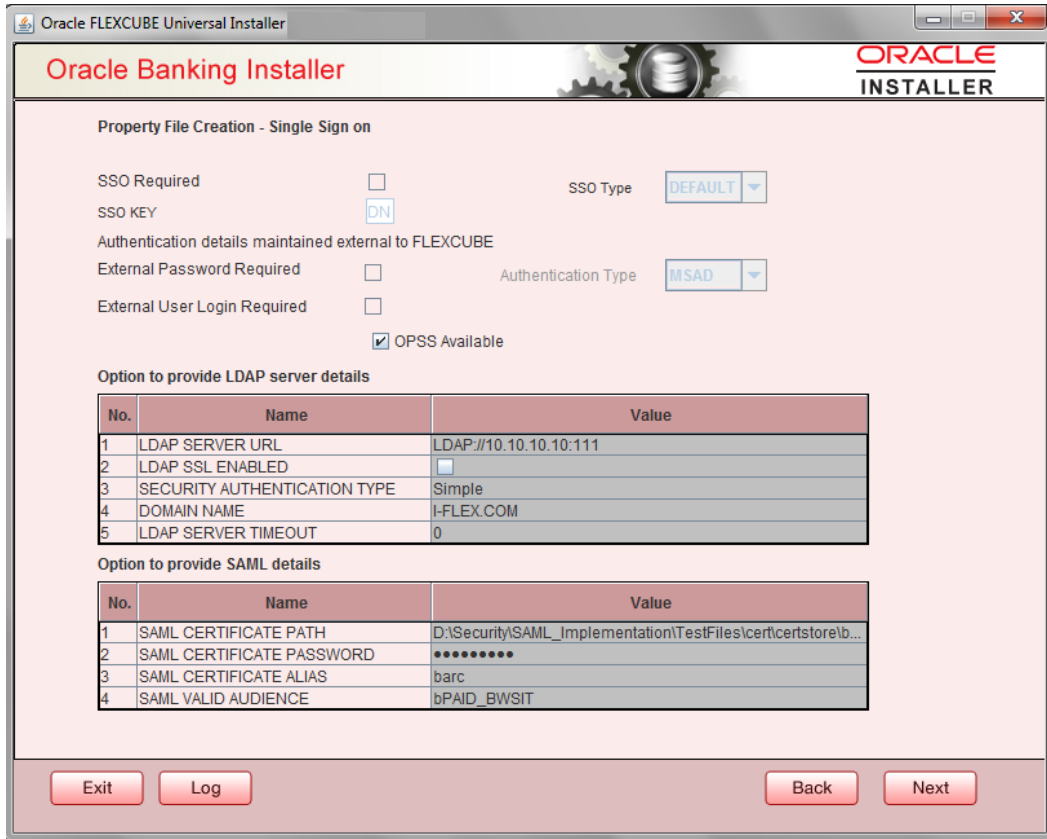 Oracle FLEXCUBE Universal Installer
Oracle Banking Installer
ORACLE
INSTALLER
Property File Creation - Single Sign on
SSO Required SSO Type DEFAULT
SSO KEY DN
Authentication details maintained external to FLEXCUBE
External Password Required Authentication Type MSAD
External User Login Required
OPSS Available
Option to provide LDAP server details
No. Name Value
1 LDAP SERVER URL LDAP://10.10.10.10:111
2 LDAP SSL ENABLED
3 SECURITY AUTHENTICATION TYPE Simple
4 DOMAIN NAME I-FLEX.COM
5 LDAP SERVER TIMEOUT 0
Option to provide SAML details
No. Name Value
1 SAML CERTIFICATE PATH D:\Security\SAML_Implementation\TestFiles\cert\certstore\b...
2 SAML CERTIFICATE PASSWORD •••••••••
3 SAML CERTIFICATE ALIAS barc
4 SAML VALID AUDIENCE bPAID_BWSIT
Exit Log Back Next